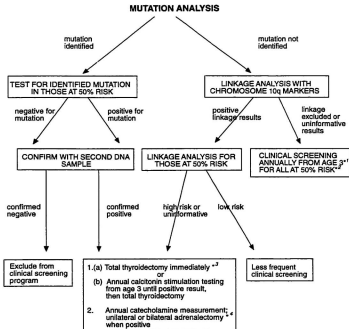 MUTATION ANALYSIS
mutation
identified
mutation not
identified
TEST FOR IDENTIFIED MUTATION
IN THOSE AT 50% RISK
LINKAGE ANALYSIS WITH
CHROMOSOME 10q MARKERS
negative for
mutation
positive for
mutation
positive
linkage results
linkage
excluded or
uninformative
results
CONFIRM WITH SECOND DNA
SAMPLE
LINKAGE ANALYSIS FOR
THOSE AT 50% RISK
CLINICAL SCREENING
ANNUALLY FROM AGE 3*1
FOR ALL AT 50% RISK*2
confirmed
negative
confirmed
positive
high risk or
uninformative
low risk
Exclude from
clinical screening
program
1.(a) Total thyroidectomy immediately *3
or
(b) Annual calcitonin stimulation testing
from age 3 until positive result,
then total thyroidectomy
2. Annual catecholamine measurement;
unilateral or bilateral adrenalectomy *4
when positive
Less frequent
clinical screening